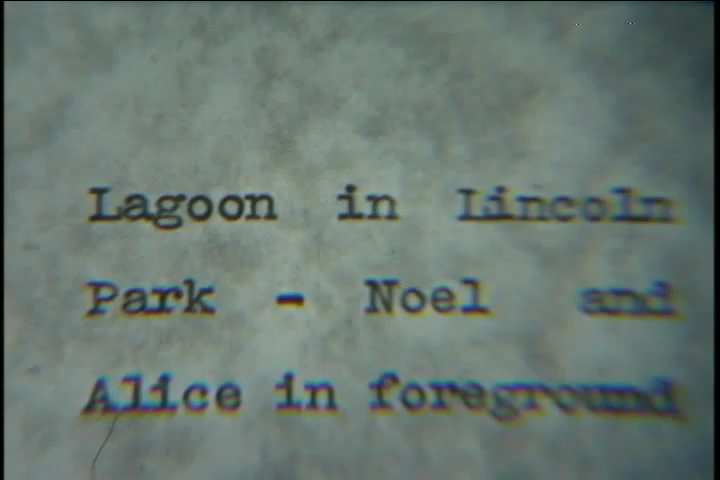 Lagoon in Lincoln
Park - Noel and
Alice in foreground